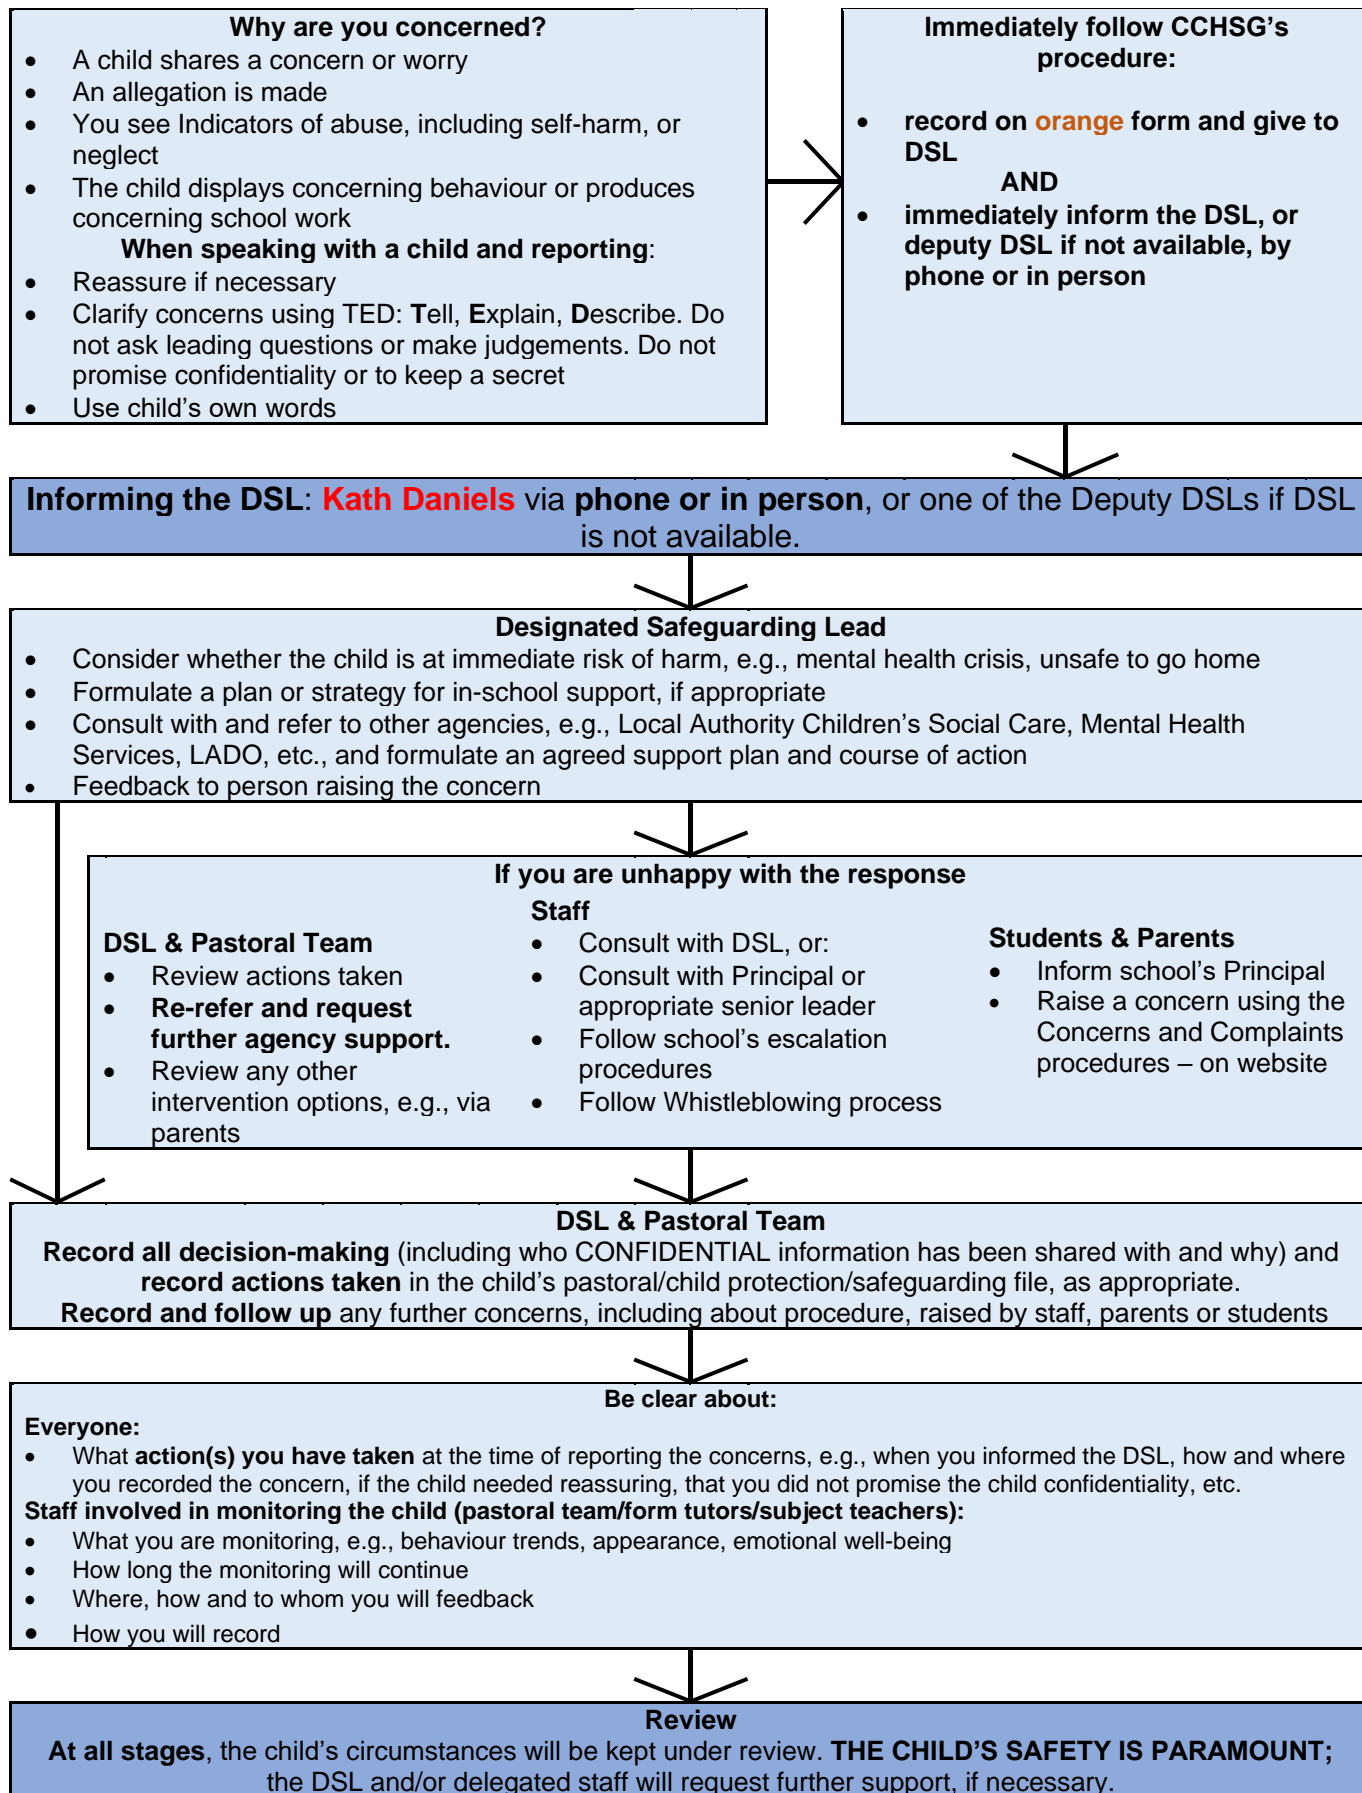 Why are you concerned?
• A child shares a concern or worry
• An allegation is made
• You see Indicators of abuse, including self-harm, or
neglect
• The child displays concerning behaviour or produces
concerning school work
When speaking with a child and reporting:
• Reassure if necessary
• Clarify concerns using TED: Tell, Explain, Describe. Do
not ask leading questions or make judgements. Do not
promise confidentiality or to keep a secret
• Use child's own words
Immediately follow CCHSG's
procedure:
• record on orange form and give to
DSL
AND
• immediately inform the DSL, or
deputy DSL if not available, by
phone or in person
Informing the DSL: Kath Daniels via phone or in person, or one of the Deputy DSLs if DSL
is not available.
Designated Safeguarding Lead
• Consider whether the child is at immediate risk of harm, e.g., mental health crisis, unsafe to go home
• Formulate a plan or strategy for in-school support, if appropriate
• Consult with and refer to other agencies, e.g., Local Authority Children's Social Care, Mental Health
Services, LADO, etc., and formulate an agreed support plan and course of action
• Feedback to person raising the concern
If you are unhappy with the response
DSL & Pastoral Team
• Review actions taken
• Re-refer and request
further agency support.
• Review any other
intervention options, e.g., via
parents
Staff
• Consult with DSL, or:
• Consult with Principal or
appropriate senior leader
• Follow school's escalation
procedures
• Follow Whistleblowing process
Students & Parents
• Inform school's Principal
• Raise a concern using the
Concerns and Complaints
procedures – on website
DSL & Pastoral Team
Record all decision-making (including who CONFIDENTIAL information has been shared with and why) and
record actions taken in the child's pastoral/child protection/safeguarding file, as appropriate.
Record and follow up any further concerns, including about procedure, raised by staff, parents or students
Be clear about:
Everyone:
• What action(s) you have taken at the time of reporting the concerns, e.g., when you informed the DSL, how and where
you recorded the concern, if the child needed reassuring, that you did not promise the child confidentiality, etc.
Staff involved in monitoring the child (pastoral team/form tutors/subject teachers):
• What you are monitoring, e.g., behaviour trends, appearance, emotional well-being
• How long the monitoring will continue
• Where, how and to whom you will feedback
• How you will record
Review
At all stages, the child's circumstances will be kept under review. THE CHILD'S SAFETY IS PARAMOUNT;
the DSL and/or delegated staff will request further support, if necessary.